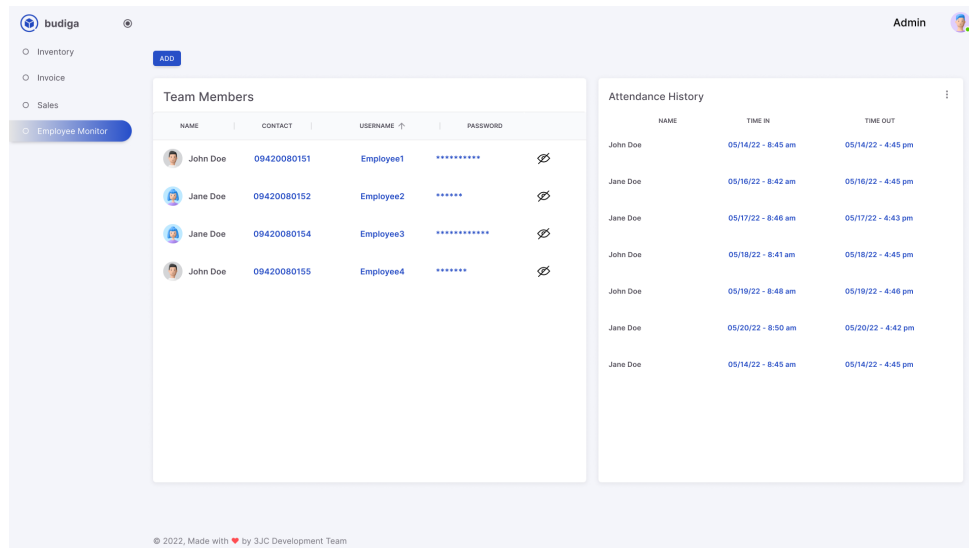 budiga
Admin
Inventory
Invoice
Sales
Employee Monitor
ADD
Team Members
NAME CONTACT USERNAME ↑ PASSWORD
John Doe 09420080151 Employee1 **********
Jane Doe 09420080152 Employee2 ******
Jane Doe 09420080154 Employee3 ************
John Doe 09420080155 Employee4 *******
Attendance History
NAME TIME IN TIME OUT
John Doe 05/14/22 - 8:45 am 05/14/22 - 4:45 pm
Jane Doe 05/16/22 - 8:42 am 05/16/22 - 4:45 pm
Jane Doe 05/17/22 - 8:46 am 05/17/22 - 4:43 pm
John Doe 05/18/22 - 8:41 am 05/18/22 - 4:45 pm
John Doe 05/19/22 - 8:48 am 05/19/22 - 4:46 pm
Jane Doe 05/20/22 - 8:50 am 05/20/22 - 4:42 pm
Jane Doe 05/14/22 - 8:45 am 05/14/22 - 4:45 pm
© 2022, Made with ❤ by 3JC Development Team